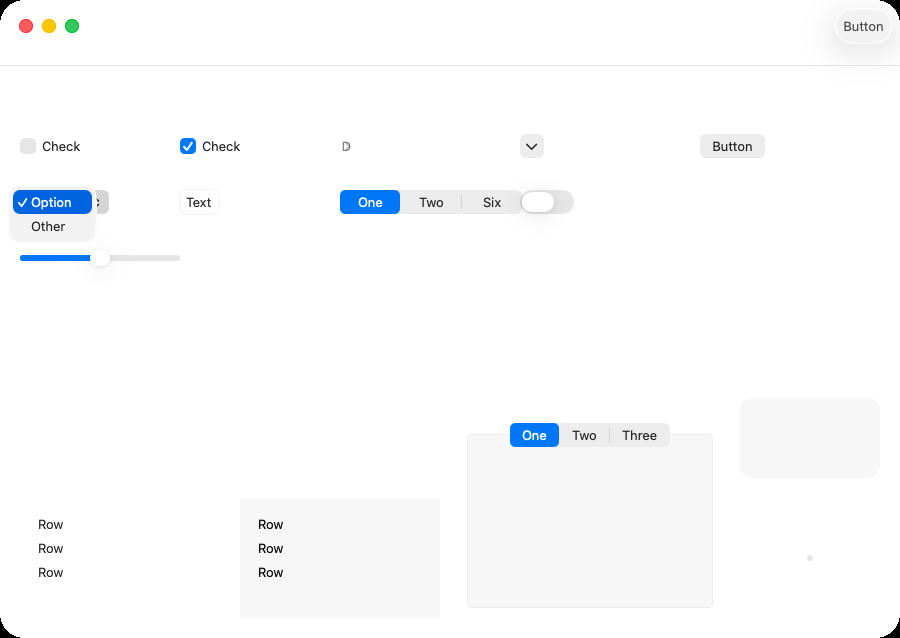 Button
Check
Check
D
Button
Option
Text
One
Two
Six
Other
One
Two
Three
Row
Row
Row
Row
Row
Row